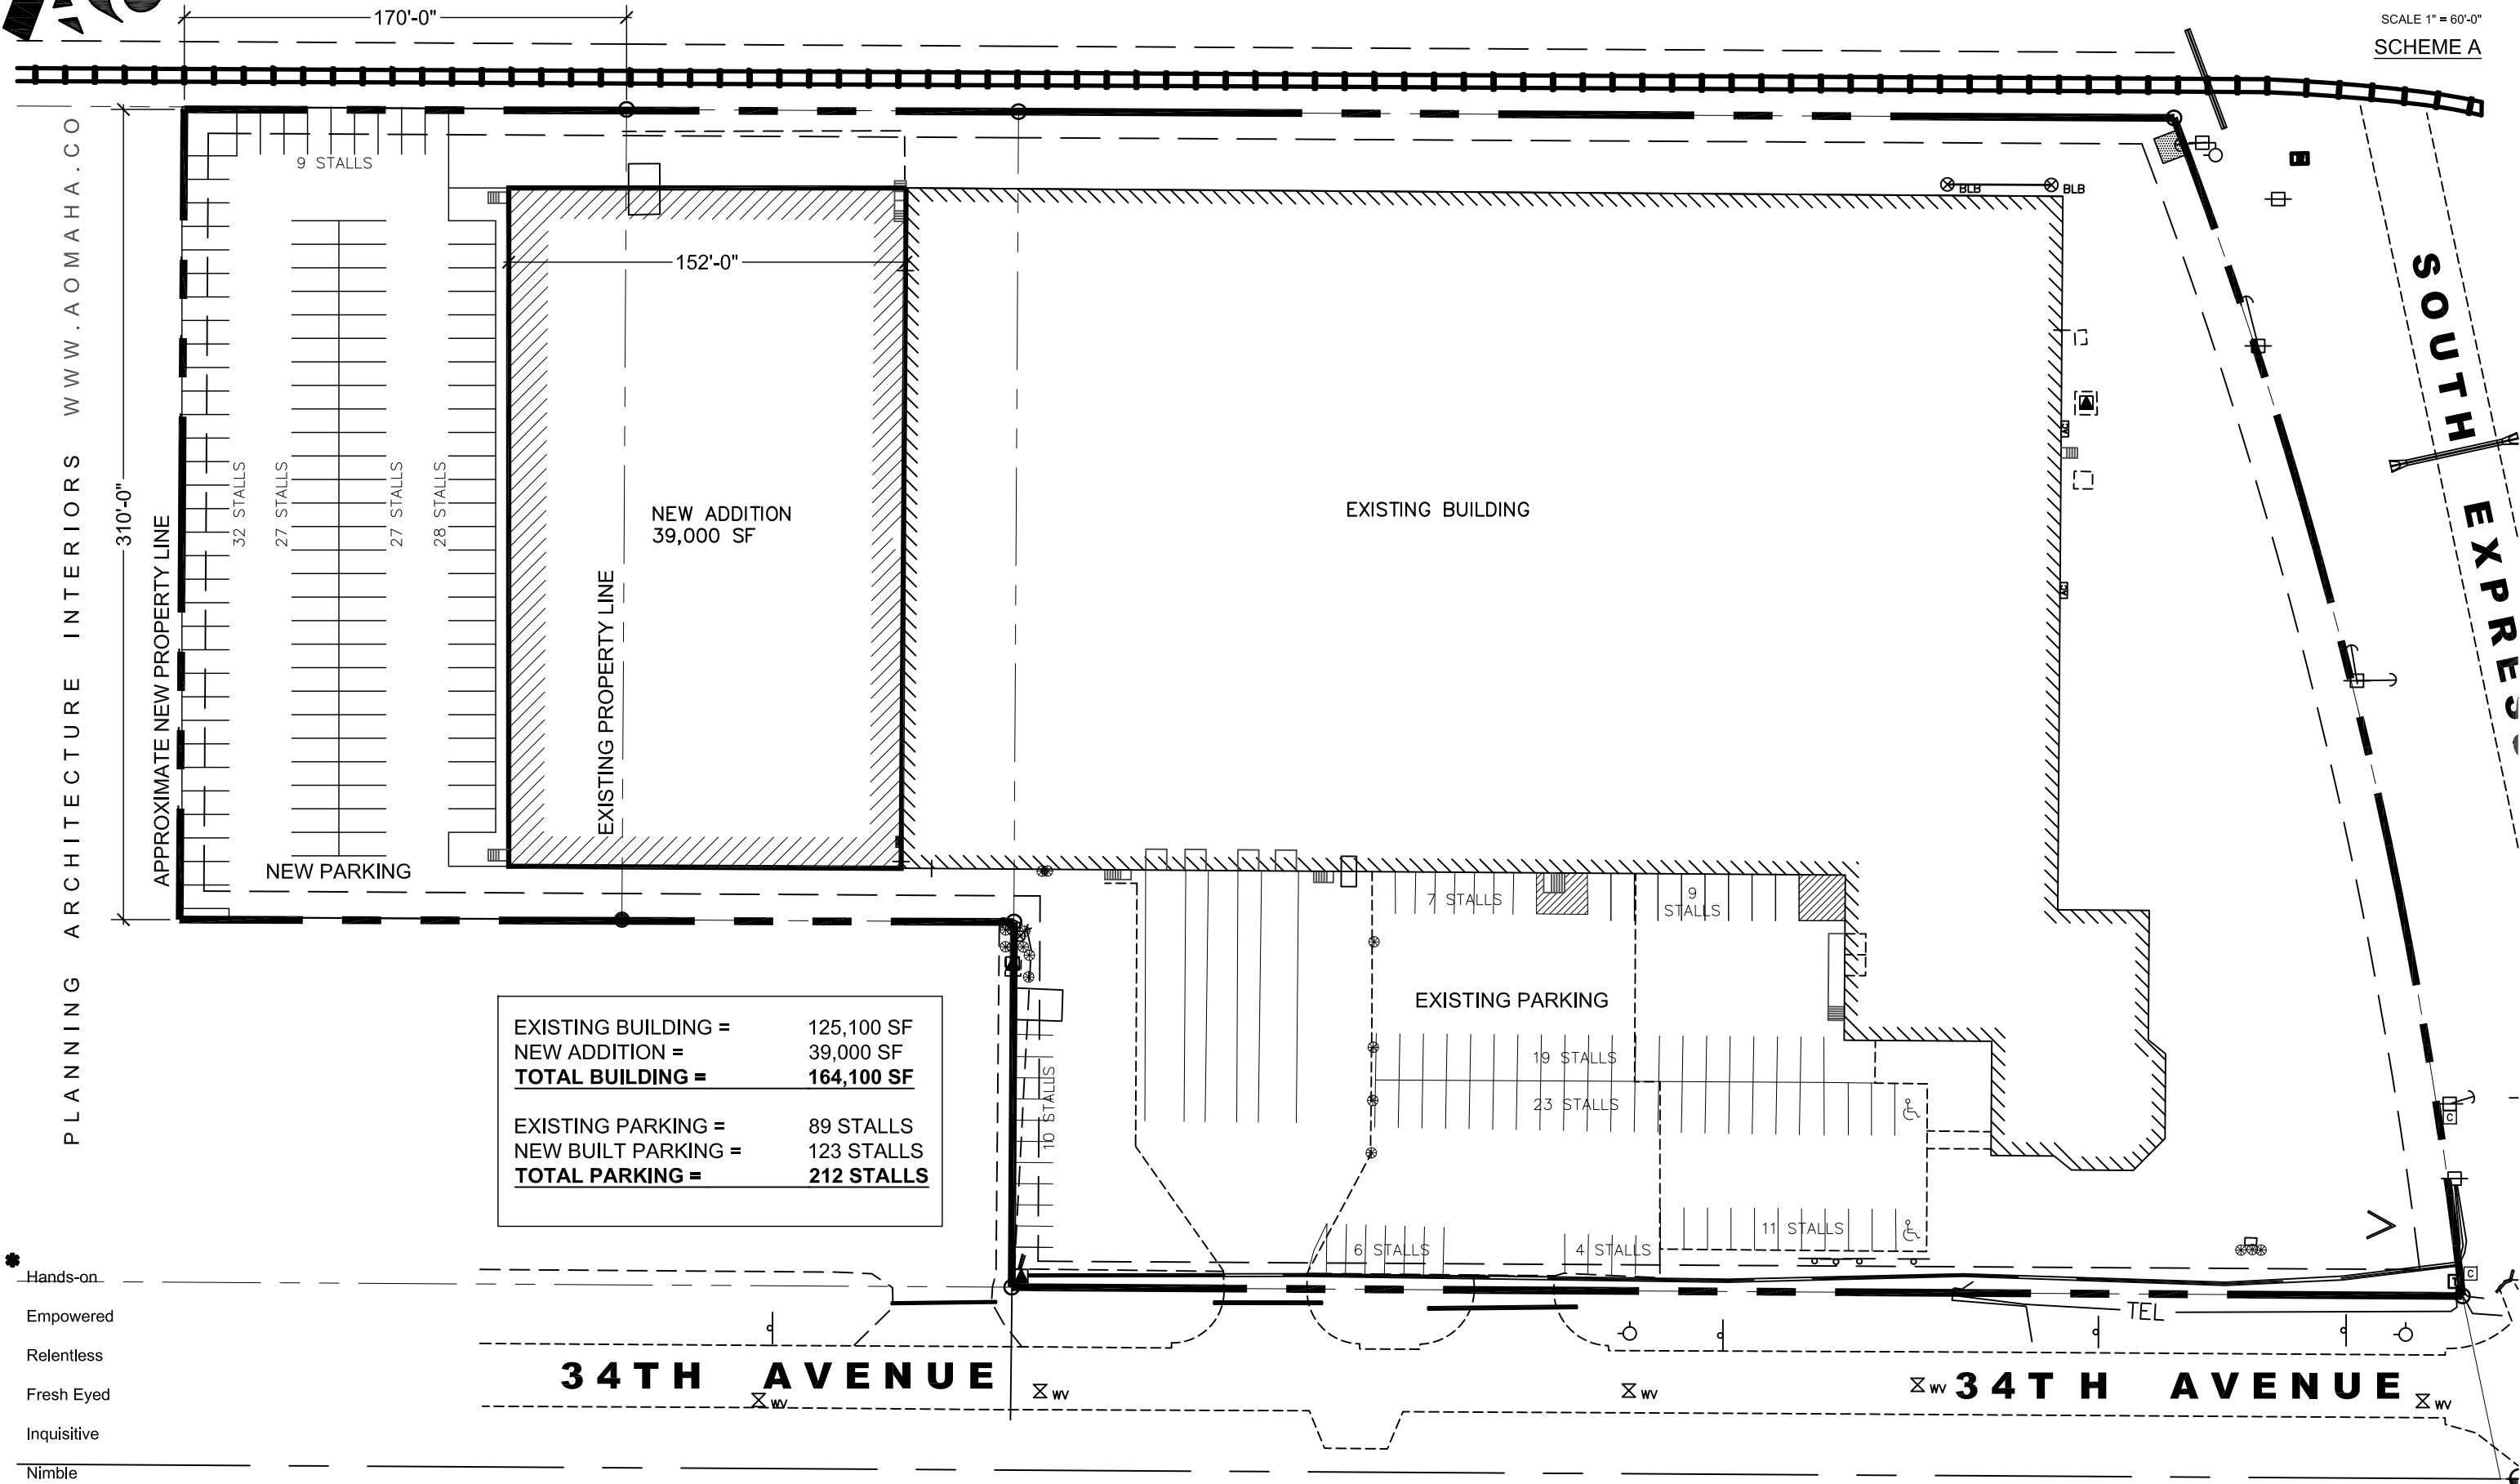 170'-0"
SCALE 1" = 60'-0"
SCHEME A
PLANNING ARCHITECTURE INTERIORS WWW.AOMAHA.CO
310'-0"
APPROXIMATE NEW PROPERTY LINE
9 STALLS
32 STALLS
27 STALLS
27 STALLS
28 STALLS
NEW PARKING
152'-0"
NEW ADDITION
39,000 SF
EXISTING PROPERTY LINE
EXISTING BUILDING
BLB
BLB
AC
AC
SOUTH EXPRESS
7 STALLS
9
STALLS
EXISTING PARKING
19 STALLS
23 STALLS
10 STALLS
6 STALLS
4 STALLS
11 STALLS
EXISTING BUILDING = 125,100 SF
NEW ADDITION = 39,000 SF
TOTAL BUILDING = 164,100 SF
EXISTING PARKING = 89 STALLS
NEW BUILT PARKING = 123 STALLS
TOTAL PARKING = 212 STALLS
C
C
T
TEL
34TH AVENUE
34TH AVENUE
WV
WV
WV
WV
WV
Hands-on
Empowered
Relentless
Fresh Eyed
Inquisitive
Nimble